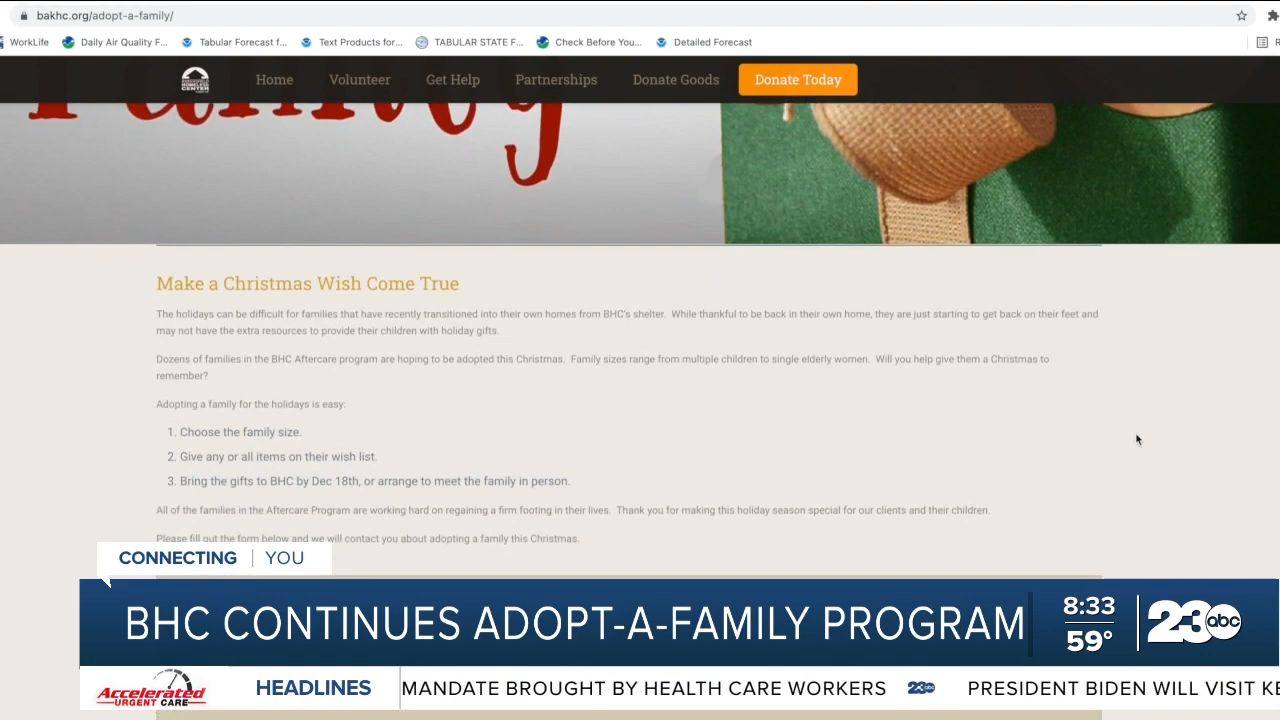 bakhc.org/adopt-a-family/
WorkLife Daily Air Quality F... Tabular Forecast f... Text Products for... TABULAR STATE F... Check Before You... Detailed Forecast
BAKERSFIELD HOMELESS CENTER
Home Volunteer Get Help Partnerships Donate Goods Donate Today
Family
Make a Christmas Wish Come True
The holidays can be difficult for families that have recently transitioned into their own homes from BHC's shelter. While thankful to be back in their own home, they are just starting to get back on their feet and
may not have the extra resources to provide their children with holiday gifts.
Dozens of families in the BHC Aftercare program are hoping to be adopted this Christmas. Family sizes range from multiple children to single elderly women. Will you help give them a Christmas to
remember?
Adopting a family for the holidays is easy:
1. Choose the family size.
2. Give any or all items on their wish list.
3. Bring the gifts to BHC by Dec 18th, or arrange to meet the family in person.
All of the families in the Aftercare Program are working hard on regaining a firm footing in their lives. Thank you for making this holiday season special for our clients and their children.
Please fill out the form below and we will contact you about adopting a family this Christmas.
CONNECTING | YOU
BHC CONTINUES ADOPT-A-FAMILY PROGRAM
8:33
59°
23abc
Accelerated
URGENT CARE
HEADLINES
MANDATE BROUGHT BY HEALTH CARE WORKERS 23abc PRESIDENT BIDEN WILL VISIT KE